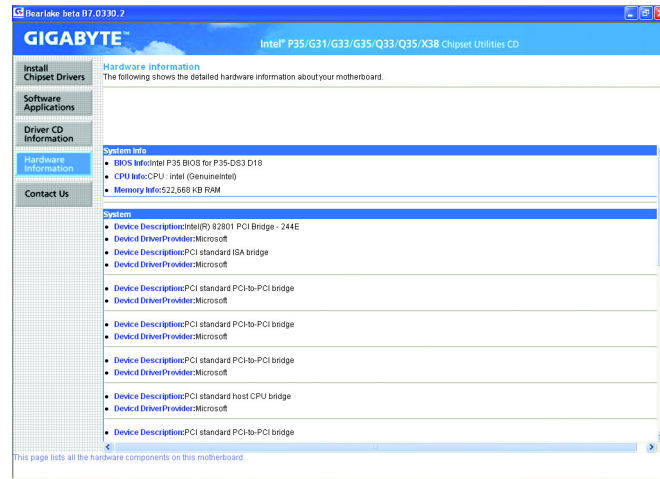 Bearlake beta B7.0330.2
GIGABYTE™
Intel® P35/G31/G33/G35/Q33/Q35/X38 Chipset Utilities CD
Install
Chipset Drivers
Software
Applications
Driver CD
Information
Hardware
Information
Contact Us
Hardware information
The following shows the detailed hardware information about your motherboard.
System Info
• BIOS Info:Intel P35 BIOS for P35-DS3 D18
• CPU Info:CPU : intel (GenuineIntel)
• Memory Info:522,668 KB RAM
System
• Device Description:Intel(R) 82801 PCI Bridge - 244E
• Devicd DriverProvider:Microsoft
• Device Description:PCI standard ISA bridge
• Devicd DriverProvider:Microsoft
• Device Description:PCI standard PCI-to-PCI bridge
• Devicd DriverProvider:Microsoft
• Device Description:PCI standard PCI-to-PCI bridge
• Devicd DriverProvider:Microsoft
• Device Description:PCI standard PCI-to-PCI bridge
• Devicd DriverProvider:Microsoft
• Device Description:PCI standard host CPU bridge
• Devicd DriverProvider:Microsoft
• Device Description:PCI standard PCI-to-PCI bridge
This page lists all the hardware components on this motherboard.